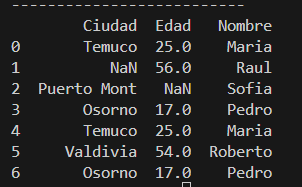 ---------------------------
Ciudad Edad Nombre
0 Temuco 25.0 Maria
1 NaN 56.0 Raul
2 Puerto Mont NaN Sofia
3 Osorno 17.0 Pedro
4 Temuco 25.0 Maria
5 Valdivia 54.0 Roberto
6 Osorno 17.0 Pedro